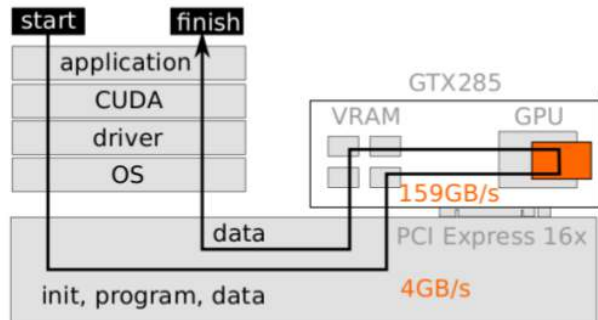 start
finish
application
CUDA
driver
OS
GTX285
VRAM
GPU
159GB/s
data
PCI Express 16x
init, program, data
4GB/s